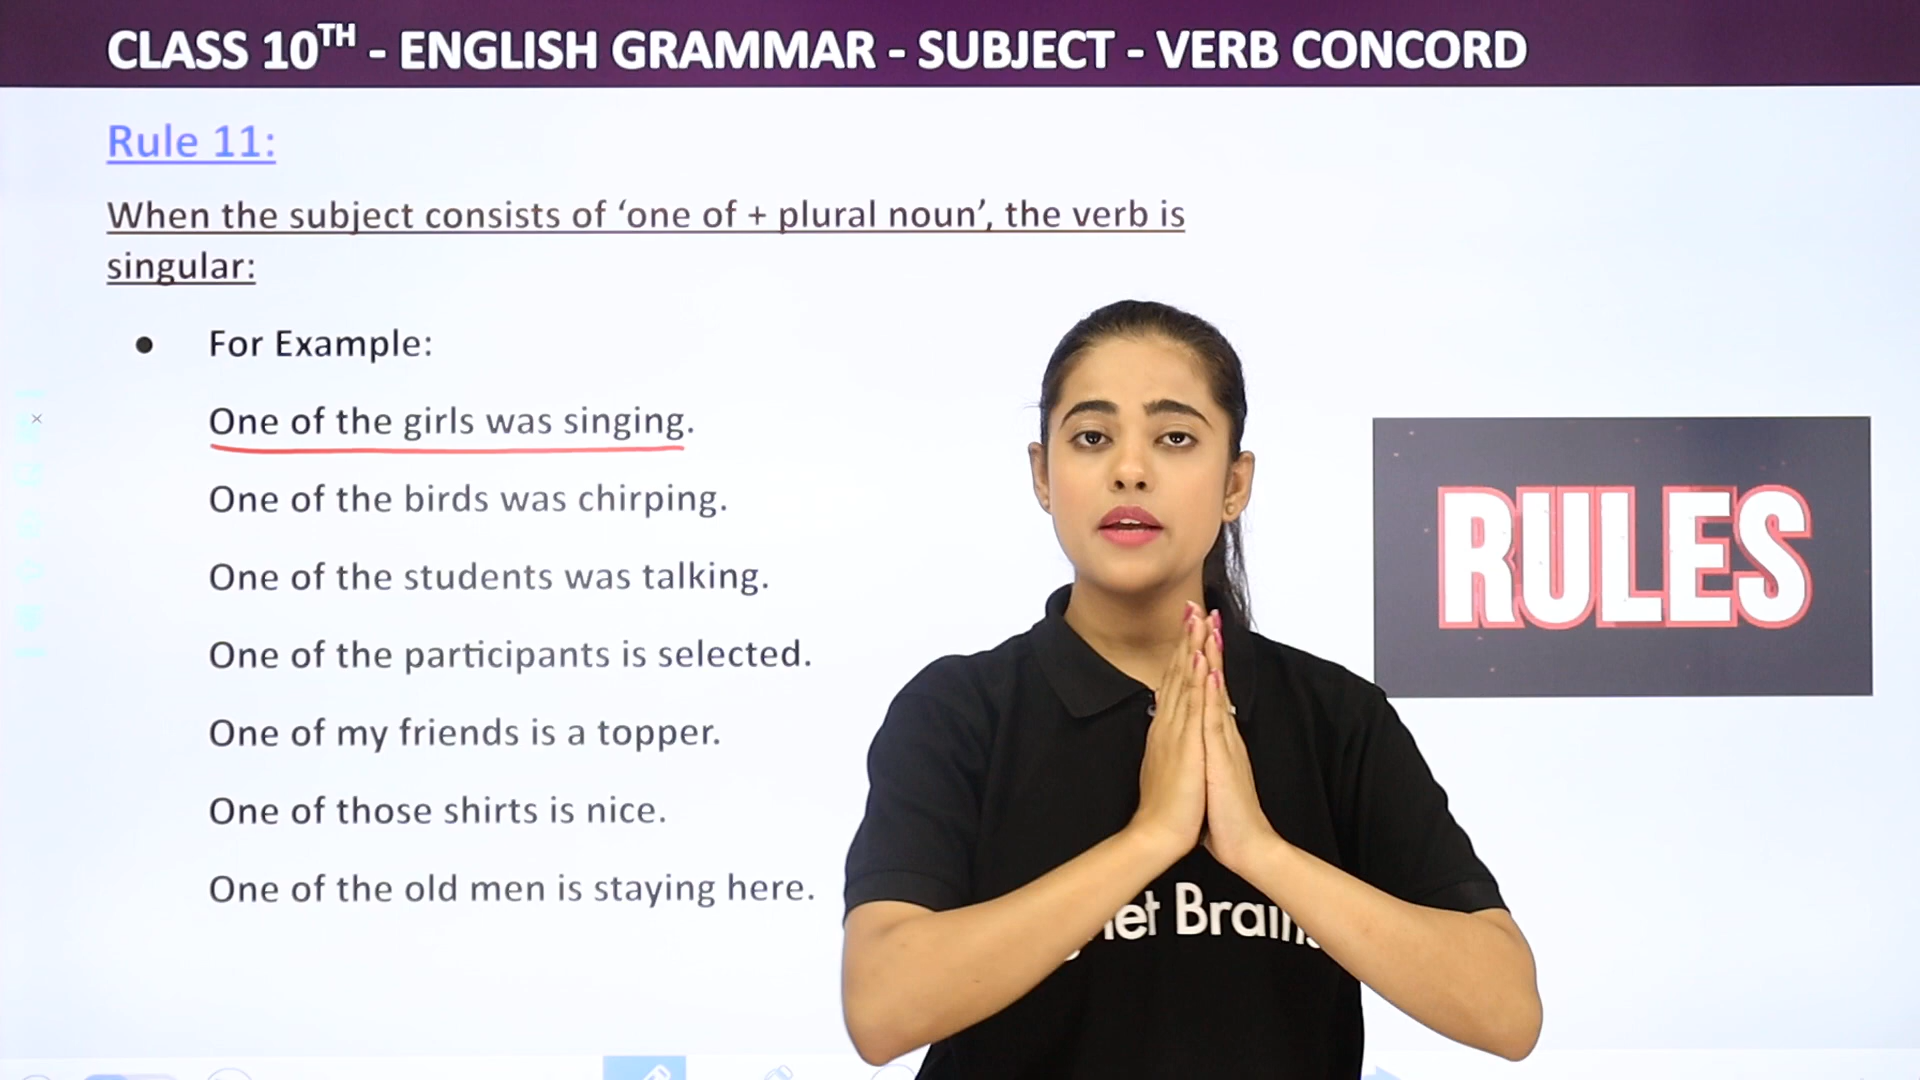 CLASS 10TH - ENGLISH GRAMMAR - SUBJECT - VERB CONCORD
Rule 11:
When the subject consists of ‘one of + plural noun’, the verb is
singular:
● For Example:
One of the girls was singing.
One of the birds was chirping.
One of the students was talking.
One of the participants is selected.
One of my friends is a topper.
One of those shirts is nice.
One of the old men is staying here.
RULES
Brains